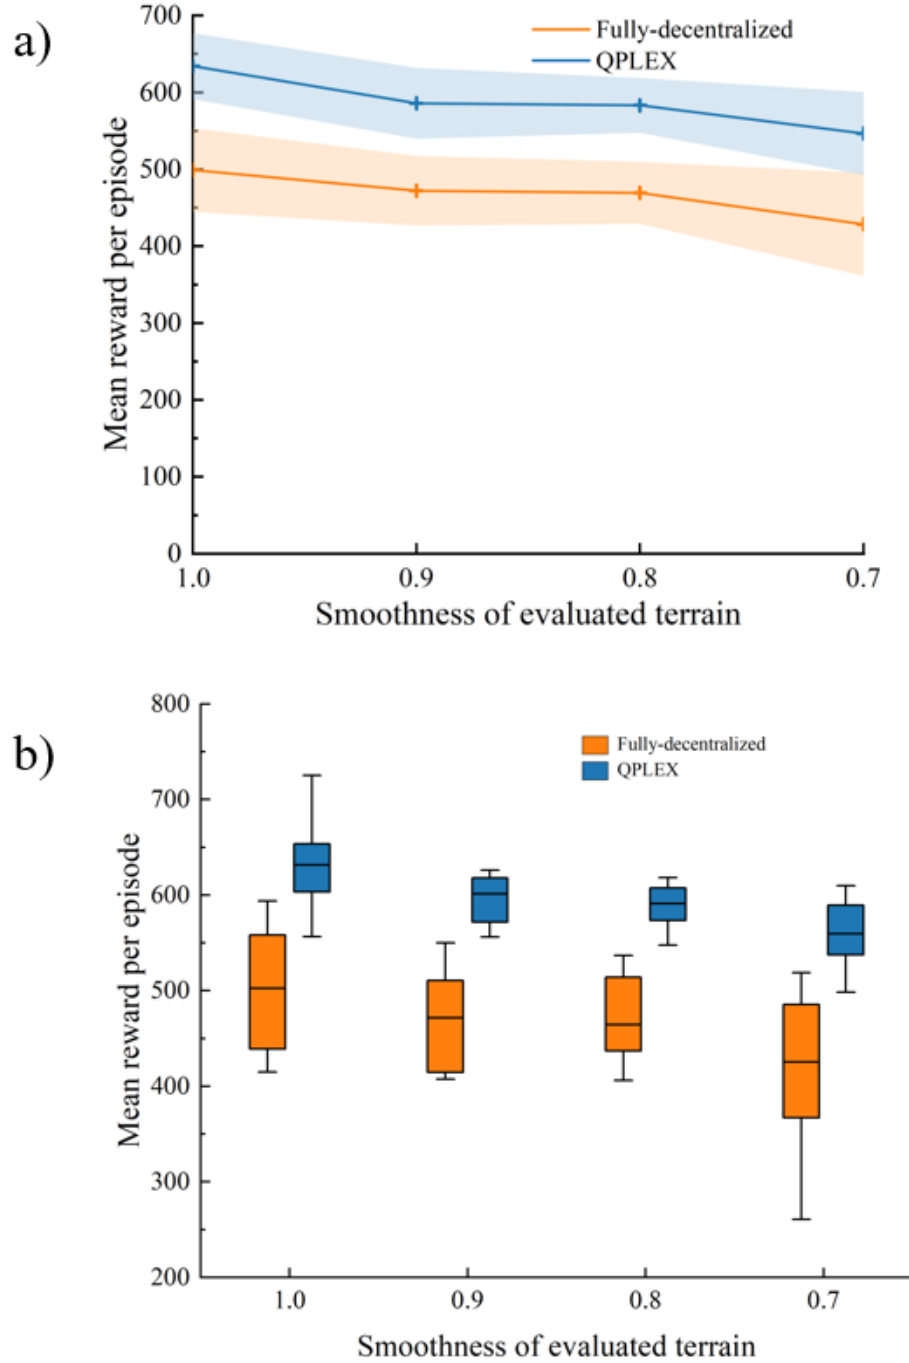 a)
Fully-decentralized
QPLEX
Mean reward per episode
700
600
500
400
300
200
100
0
1.0
0.9
0.8
0.7
Smoothness of evaluated terrain
b)
Fully-decentralized
QPLEX
Mean reward per episode
800
700
600
500
400
300
200
1.0
0.9
0.8
0.7
Smoothness of evaluated terrain